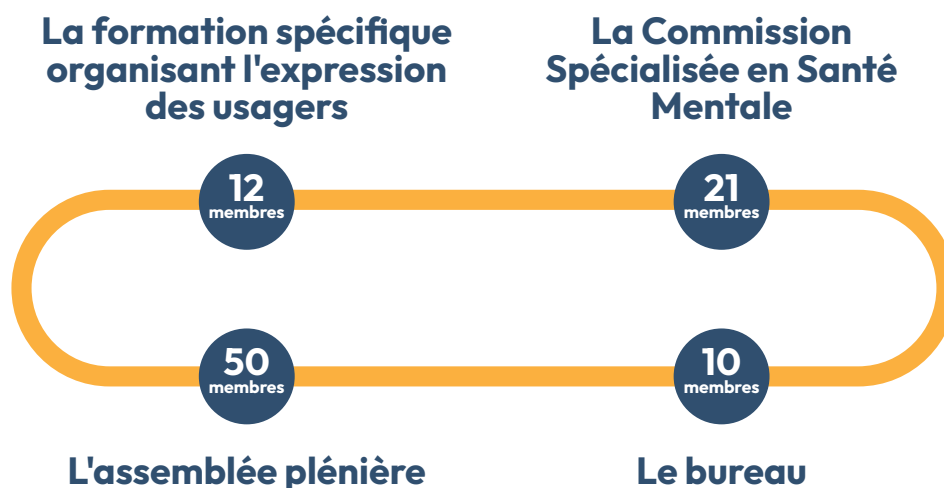 La formation spécifique
organisant l'expression
des usagers
La Commission
Spécialisée en Santé
Mentale
12
membres
21
membres
50
membres
10
membres
L'assemblée plénière
Le bureau